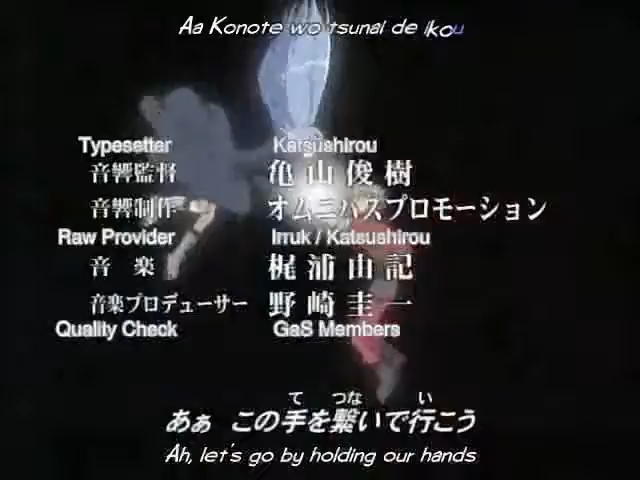 Aa Konote wo tsunai de ikou
Typesetter Katsushirou
音響監督 亀山俊樹
音響制作 オムニバスプロモーション
Raw Provider Irruk / Katsushirou
音楽 梶浦由記
音楽プロデューサー 野崎圭一
Quality Check GaS Members
て つな い
あぁ この手を繋いで行こう
Ah, let's go by holding our hands